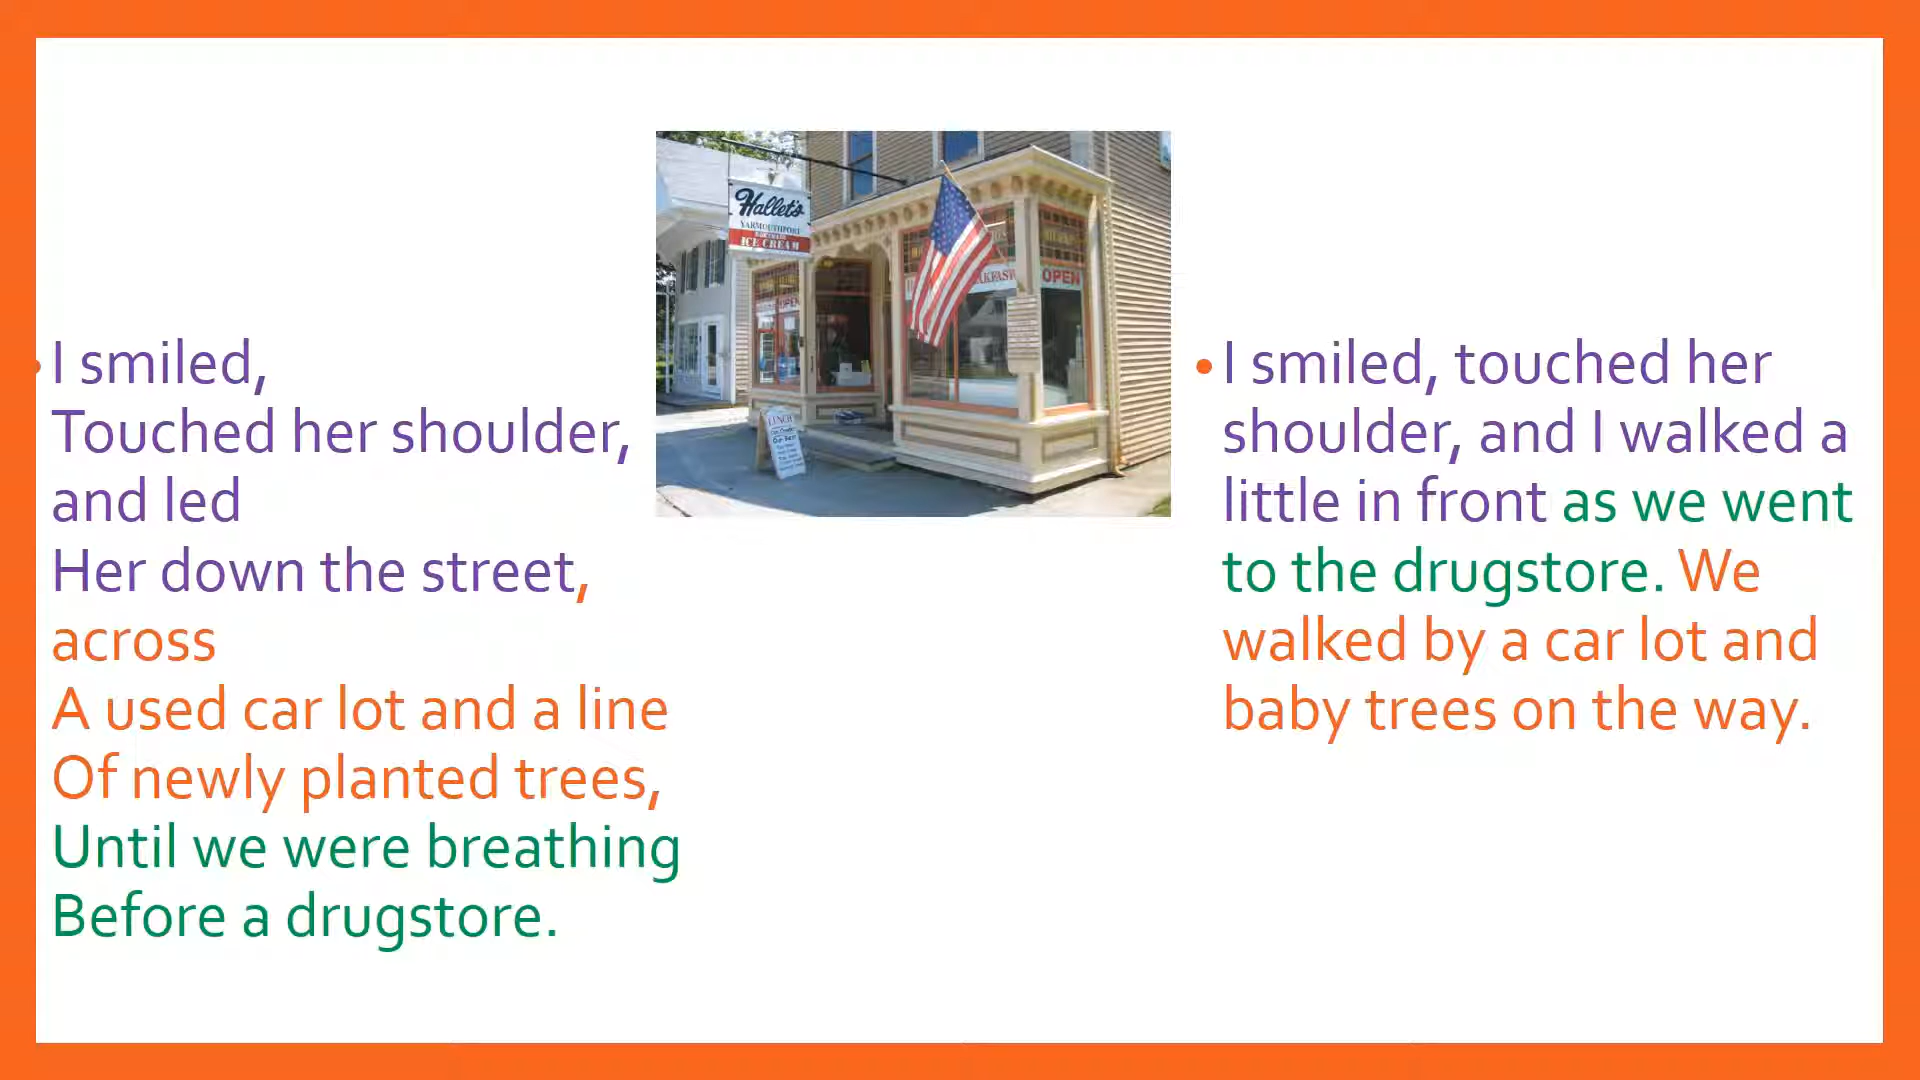 I smiled,
Touched her shoulder,
and led
Her down the street,
across
A used car lot and a line
Of newly planted trees,
Until we were breathing
Before a drugstore.
Hallet's
YARMOUTHPORT
ICE CREAM
OPEN
OPEN
LUNCH
I smiled, touched her
shoulder, and I walked a
little in front as we went
to the drugstore. We
walked by a car lot and
baby trees on the way.